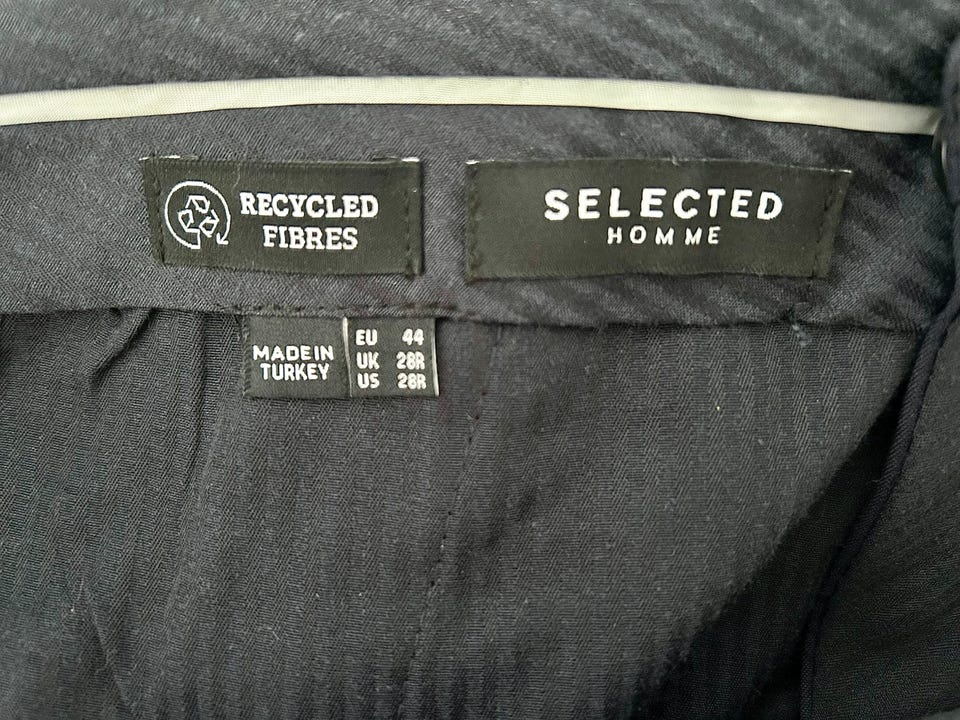 RECYCLED
FIBRES
SELECTED
HOMME
MADE IN
TURKEY
EU 44
UK 28R
US 28R